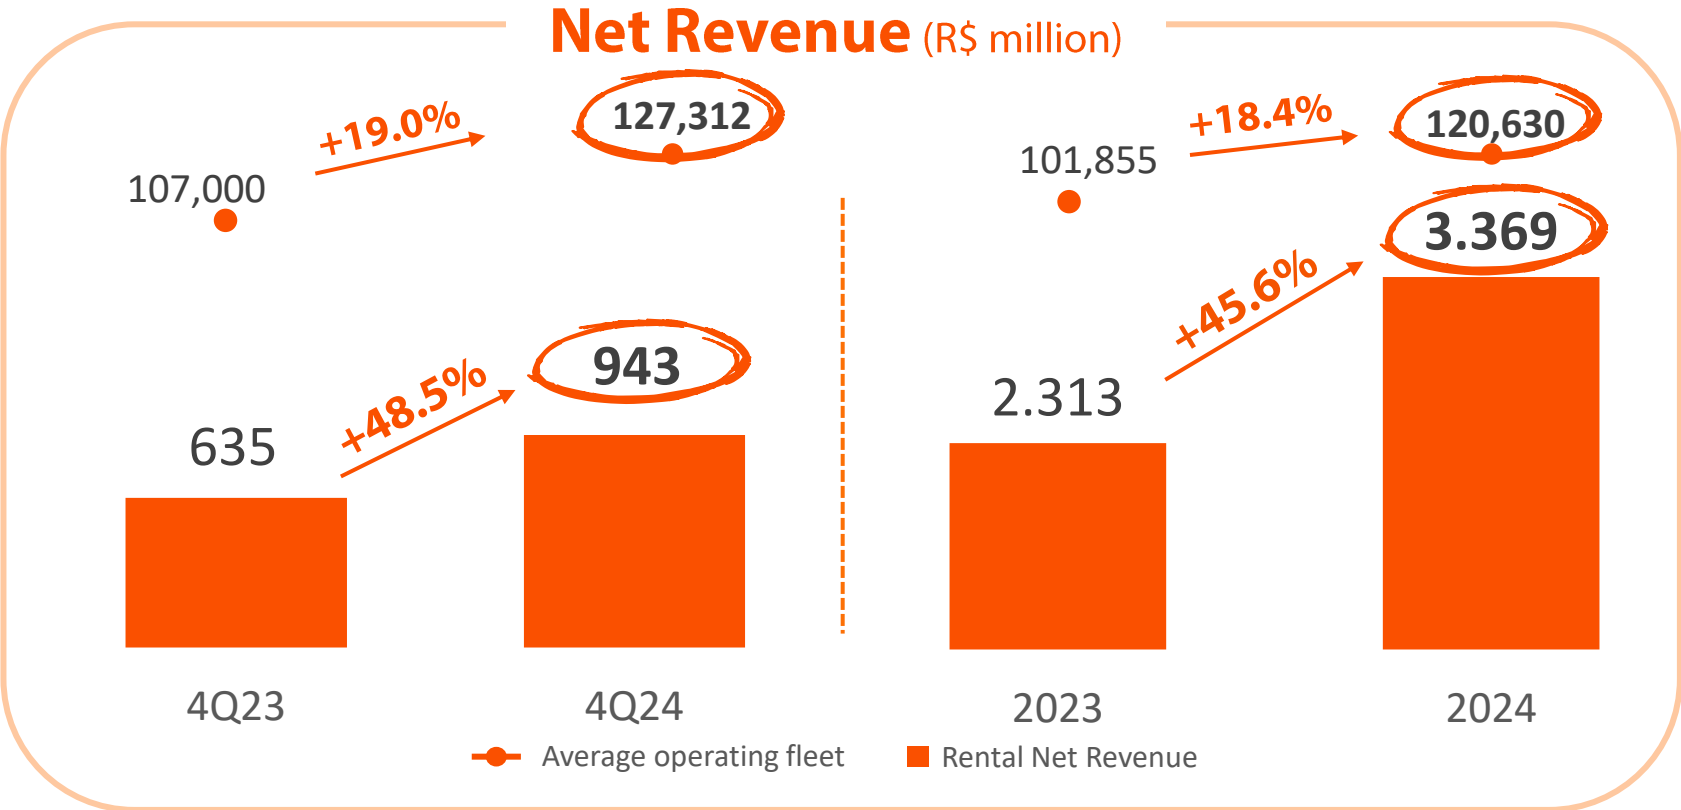 Net Revenue (R$ million)
+19.0%
127,312
107,000
+48.5%
943
635
4Q23
4Q24
+18.4%
120,630
101,855
3.369
+45.6%
2.313
2023
2024
Average operating fleet
Rental Net Revenue